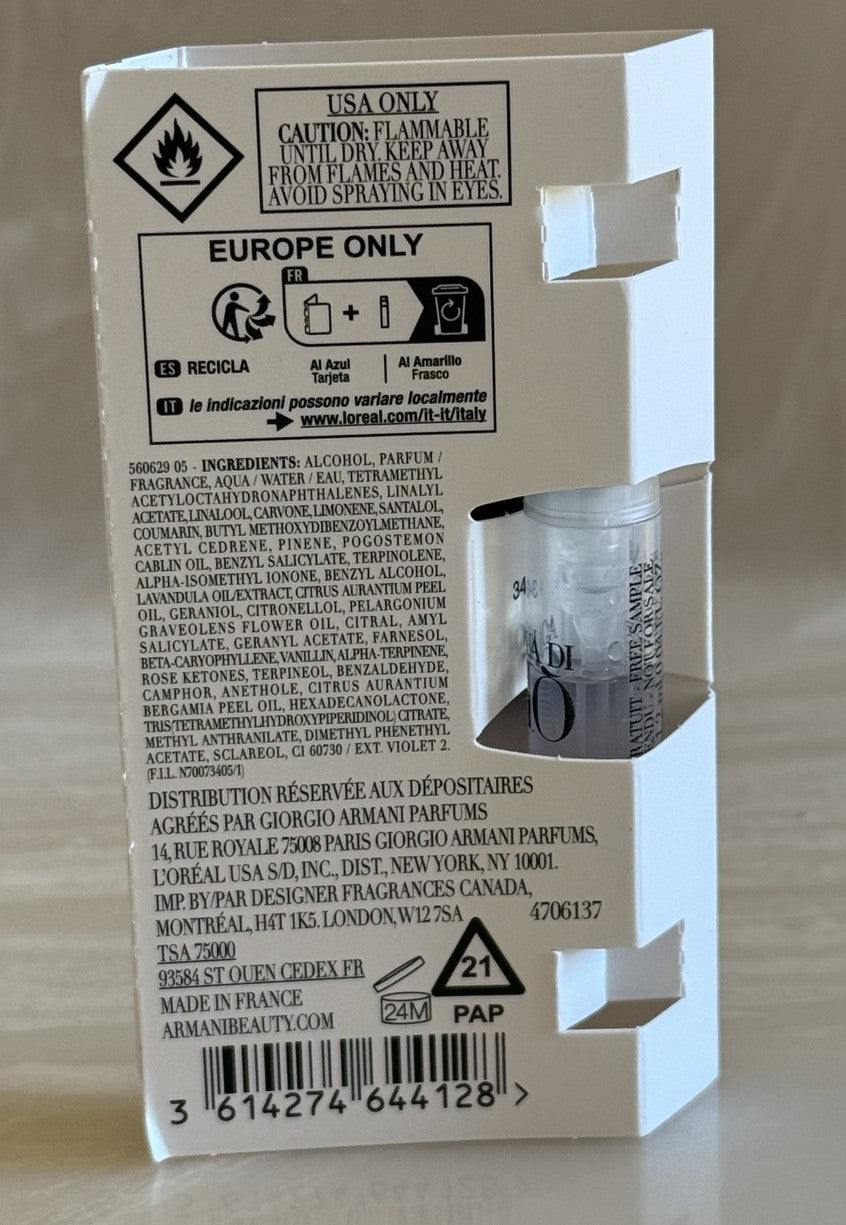 USA ONLY
CAUTION: FLAMMABLE
UNTIL DRY. KEEP AWAY
FROM FLAMES AND HEAT.
AVOID SPRAYING IN EYES.
EUROPE ONLY
FR
+
ES RECICLA
Al Azul
Tarjeta
Al Amarillo
Frasco
IT le indicazioni possono variare localmente
www.loreal.com/it-it/italy
560629 05 - INGREDIENTS: ALCOHOL, PARFUM /
FRAGRANCE, AQUA / WATER / EAU, TETRAMETHYL
ACETYLOCTAHYDRONAPHTHALENES, LINALYL
ACETATE, LINALOOL, CARVONE, LIMONENE, SANTALOL,
COUMARIN, BUTYL METHOXYDIBENZOYLMETHANE,
ACETYL CEDRENE, PINENE, POGOSTEMON
CABLIN OIL, BENZYL SALICYLATE, TERPINOLENE,
ALPHA-ISOMETHYL IONONE, BENZYL ALCOHOL,
LAVANDULA OIL/EXTRACT, CITRUS AURANTIUM PEEL
OIL, GERANIOL, CITRONELLOL, PELARGONIUM
GRAVEOLENS FLOWER OIL, CITRAL, AMYL
SALICYLATE, GERANYL ACETATE, FARNESOL,
BETA-CARYOPHYLLENE, VANILLIN, ALPHA-TERPINENE,
ROSE KETONES, TERPINEOL, BENZALDEHYDE,
CAMPHOR, ANETHOLE, CITRUS AURANTIUM
BERGAMIA PEEL OIL, HEXADECANOLACTONE,
TRIS(TETRAMETHYLHYDROXYPIPERIDINOL) CITRATE,
METHYL ANTHRANILATE, DIMETHYL PHENETHYL
ACETATE, SCLAREOL, CI 60730 / EXT. VIOLET 2.
(F.I.L. N70073405/1)
DISTRIBUTION RÉSERVÉE AUX DÉPOSITAIRES
AGRÉÉS PAR GIORGIO ARMANI PARFUMS
14, RUE ROYALE 75008 PARIS GIORGIO ARMANI PARFUMS,
L'ORÉAL USA S/D, INC., DIST., NEW YORK, NY 10001.
IMP. BY/PAR DESIGNER FRAGRANCES CANADA,
MONTRÉAL, H4T 1K5. LONDON, W12 7SA
4706137
TSA 75000
93584 ST OUEN CEDEX FR
MADE IN FRANCE
ARMANIBEAUTY.COM
24M
21
PAP
3 614274 644128 >
A DI
IÒ
RATUIT - FREE SAMPLE
ENDU - NOT FOR SALE